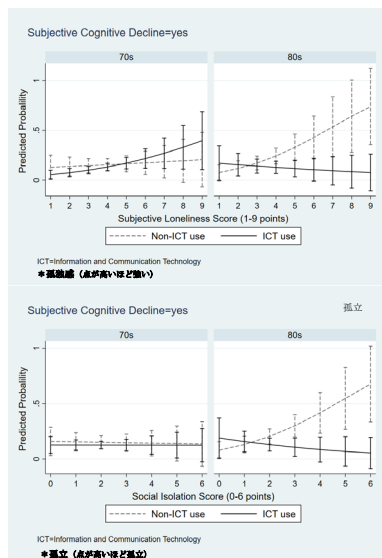 Subjective Cognitive Decline=yes
70s
80s
Predicted Probalility
1
.5
0
1 2 3 4 5 6 7 8 9
1 2 3 4 5 6 7 8 9
Subjective Loneliness Score (1-9 points)
Non-ICT use
ICT use
ICT=Information and Communication Technology
*孤独感(点が高いほど強い)
孤立
Subjective Cognitive Decline=yes
70s
80s
Predicted Probalility
1
.5
0
0 1 2 3 4 5 6
0 1 2 3 4 5 6
Social Isolation Score (0-6 points)
Non-ICT use
ICT use
ICT=Information and Communication Technology
*孤立(点が高いほど孤立)